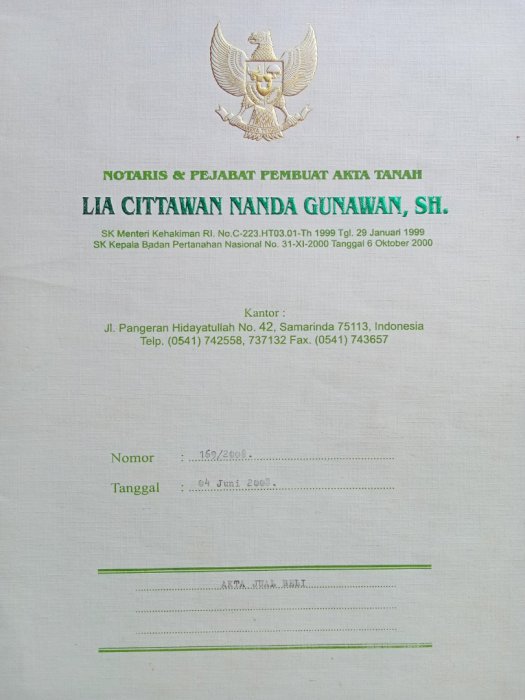 NOTARIS & PEJABAT PEMBUAT AKTA TANAH
LIA CITTAWAN NANDA GUNAWAN, SH.
SK Menteri Kehakiman RI. No.C-223.HT03.01-Th 1999 Tgl. 29 Januari 1999
SK Kepala Badan Pertanahan Nasional No. 31-XI-2000 Tanggal 6 Oktober 2000
Kantor :
Jl. Pangeran Hidayatullah No. 42, Samarinda 75113, Indonesia
Telp. (0541) 742558, 737132 Fax. (0541) 743657
Nomor : 169/2008.
Tanggal : 04 Juni 2008.
AKTA JUAL BELI